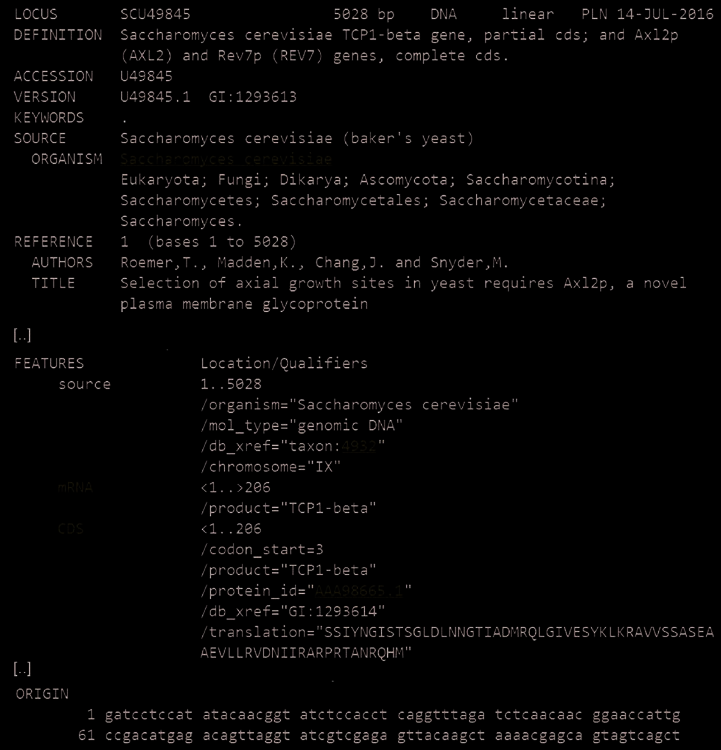 LOCUS       SCU49845     5028 bp    DNA     linear   PLN 14-JUL-2016
DEFINITION  Saccharomyces cerevisiae TCP1-beta gene, partial cds; and Axl2p
(AXL2) and Rev7p (REV7) genes, complete cds.
ACCESSION   U49845
VERSION     U49845.1  GI:1293613
KEYWORDS    .
SOURCE      Saccharomyces cerevisiae (baker's yeast)
ORGANISM  Saccharomyces cerevisiae
Eukaryota; Fungi; Dikarya; Ascomycota; Saccharomycotina;
Saccharomycetes; Saccharomycetales; Saccharomycetaceae;
Saccharomyces.
REFERENCE   1  (bases 1 to 5028)
AUTHORS   Roemer,T., Madden,K., Chang,J. and Snyder,M.
TITLE     Selection of axial growth sites in yeast requires Axl2p, a novel
plasma membrane glycoprotein
[..]
FEATURES             Location/Qualifiers
source          1..5028
/organism="Saccharomyces cerevisiae"
/mol_type="genomic DNA"
/db_xref="taxon:4932"
/chromosome="IX"
mRNA            <1..>206
/product="TCP1-beta"
CDS             <1..206
/codon_start=3
/product="TCP1-beta"
/protein_id="AAA98665.1"
/db_xref="GI:1293614"
/translation="SSIYNGISTSGLDLNNGTIADMRQLGIVESYKLKRAVVSSASEA
AEVLLRVDNIIRARPRTANRQHM"
[..]
ORIGIN
1 gatcctccat atacaacggt atctccacct caggtttaga tctcaacaac ggaaccattg
61 ccgacatgag acagttaggt atcgtcgaga gttacaagct aaaacgagca gtagtcagct